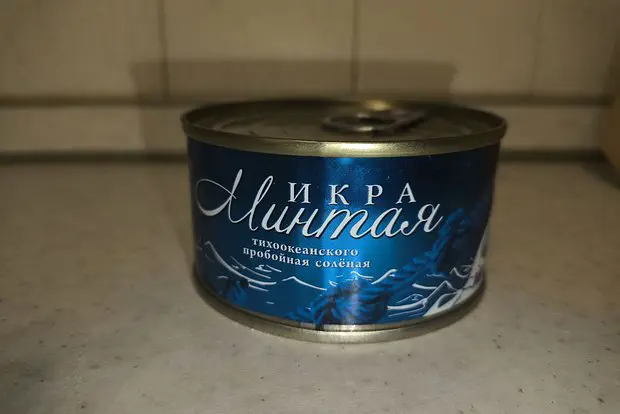 ИКРА
Минтая
тихоокеанского
пробойная солёная